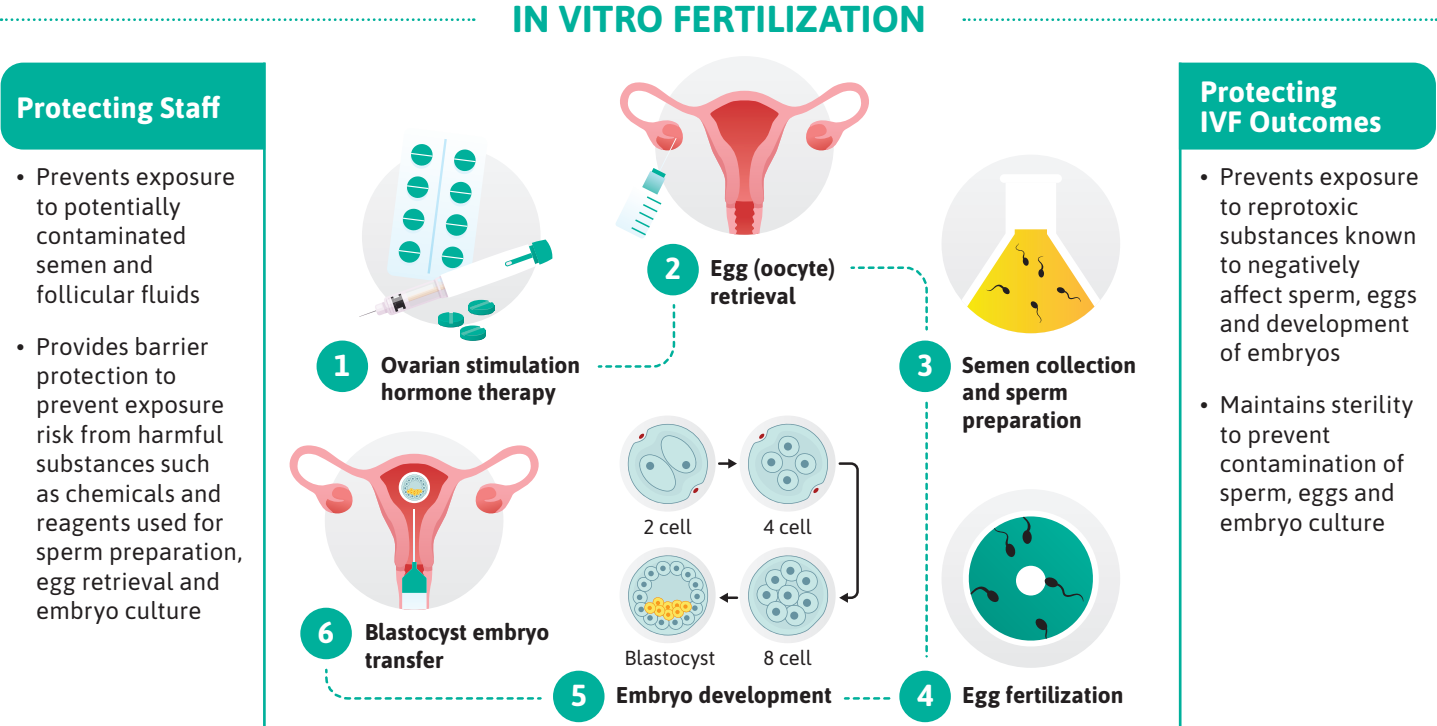 IN VITRO FERTILIZATION
Protecting Staff
• Prevents exposure
to potentially
contaminated
semen and
follicular fluids
• Provides barrier
protection to
prevent exposure
risk from harmful
substances such
as chemicals and
reagents used for
sperm preparation,
egg retrieval and
embryo culture
1
Ovarian stimulation
hormone therapy
2
Egg (oocyte)
retrieval
3
Semen collection
and sperm
preparation
4
Egg fertilization
5
Embryo development
2 cell
4 cell
8 cell
Blastocyst
6
Blastocyst embryo
transfer
Protecting
IVF Outcomes
• Prevents exposure
to reprotoxic
substances known
to negatively
affect sperm, eggs
and development
of embryos
• Maintains sterility
to prevent
contamination of
sperm, eggs and
embryo culture